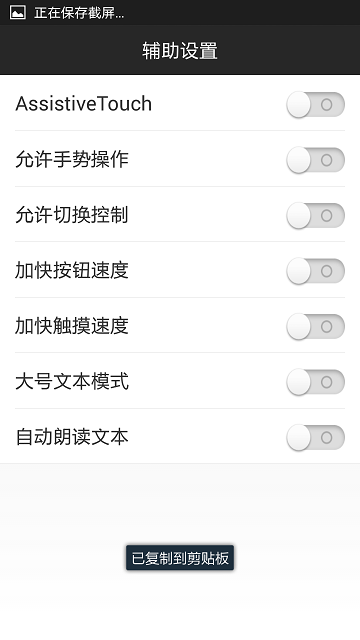 正在保存截屏...
辅助设置
AssistiveTouch
允许手势操作
允许切换控制
加快按钮速度
加快触摸速度
大号文本模式
自动朗读文本
已复制到剪贴板